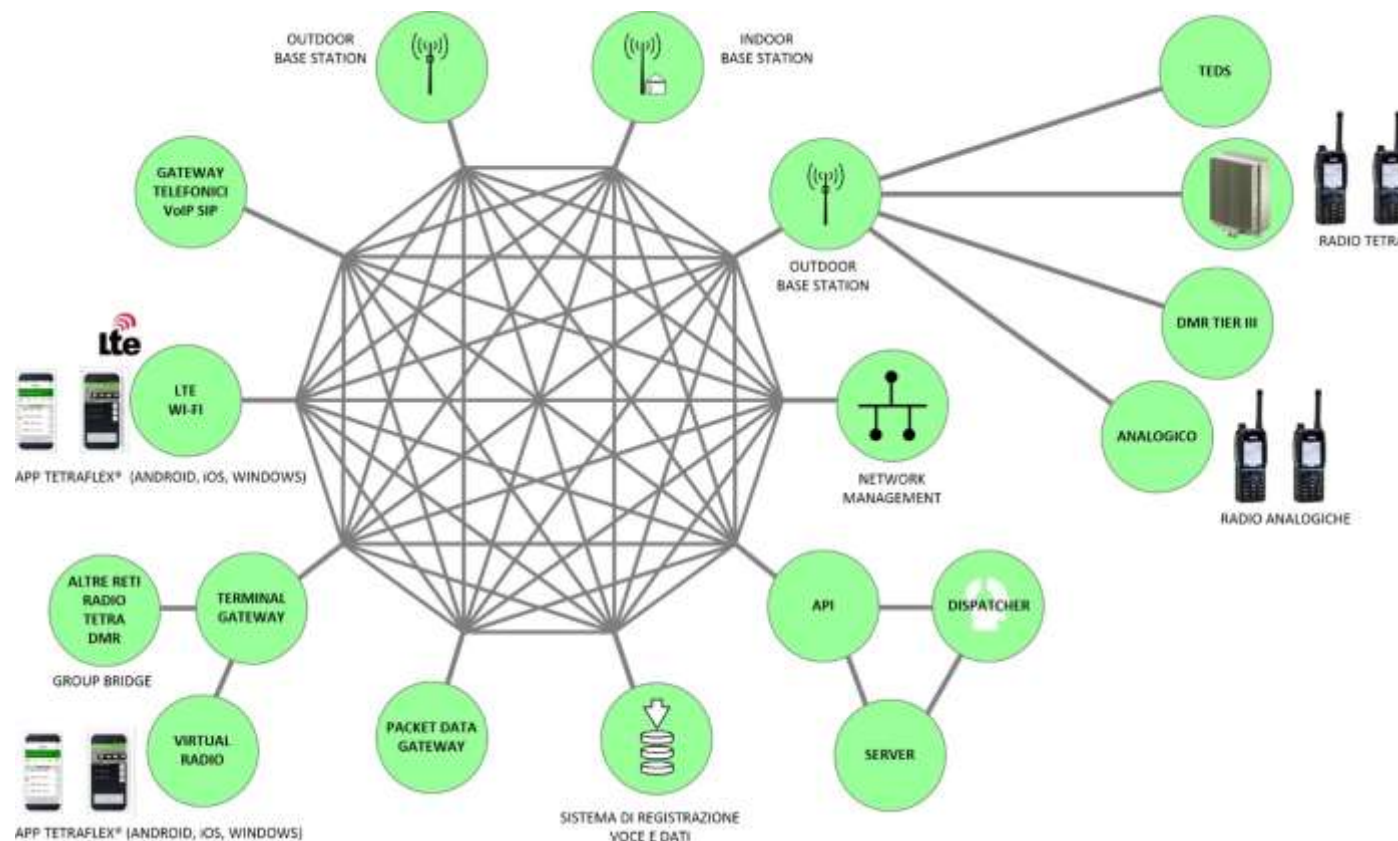 OUTDOOR
BASE STATION
INDOOR
BASE STATION
TEDS
GATEWAY
TELEFONICI
VoIP SIP
RADIO TETRA
OUTDOOR
BASE STATION
DMR TIER III
Lte
LTE
WI-FI
ANALOGICO
APP TETRAFLEX® (ANDROID, iOS, WINDOWS)
NETWORK
MANAGEMENT
RADIO ANALOGICHE
ALTRE RETI
RADIO
TETRA
DMR
TERMINAL
GATEWAY
API
DISPATCHER
GROUP BRIDGE
PACKET DATA
GATEWAY
VIRTUAL
RADIO
SERVER
SISTEMA DI REGISTRAZIONE
VOCE E DATI
APP TETRAFLEX® (ANDROID, iOS, WINDOWS)